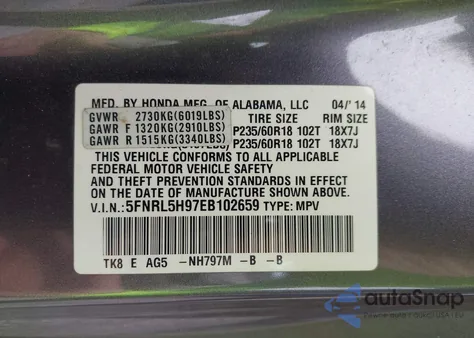 MFD. BY HONDA MFG. OF ALABAMA, LLC 04/'14
GVWR 2730KG(6019LBS) TIRE SIZE RIM SIZE
GAWR F 1320KG(2910LBS) P235/60R18 102T 18X7J
GAWR R 1515KG(3340LBS) P235/60R18 102T 18X7J
THIS VEHICLE CONFORMS TO ALL APPLICABLE
FEDERAL MOTOR VEHICLE SAFETY
AND THEFT PREVENTION STANDARDS IN EFFECT
ON THE DATE OF MANUFACTURE SHOWN ABOVE.
V.I.N.: 5FNRL5H97EB102659 TYPE: MPV
TK8 E AG5 -NH797M -B -B
autoSnap